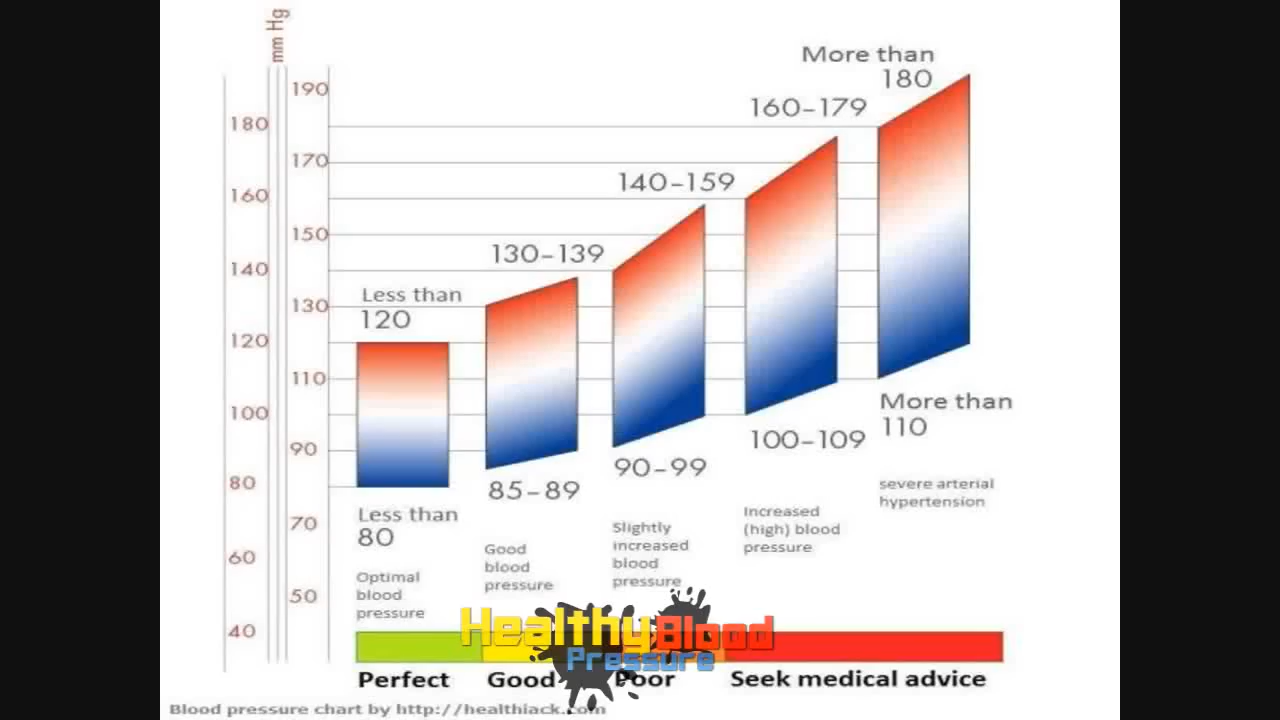 mm Hg
190
180
170
160
150
140
130
120
110
100
90
80
70
60
50
40
Less than
120
130-139
140-159
160-179
More than
180
Less than
80
85-89
90-99
100-109
More than
110
Optimal
blood
pressure
Good
blood
pressure
Slightly
increased
blood
pressure
Increased
(high) blood
pressure
severe arterial
hypertension
Healthy Blood
Pressure
Perfect
Good
Poor
Seek medical advice
Blood pressure chart by http://healthiack.com